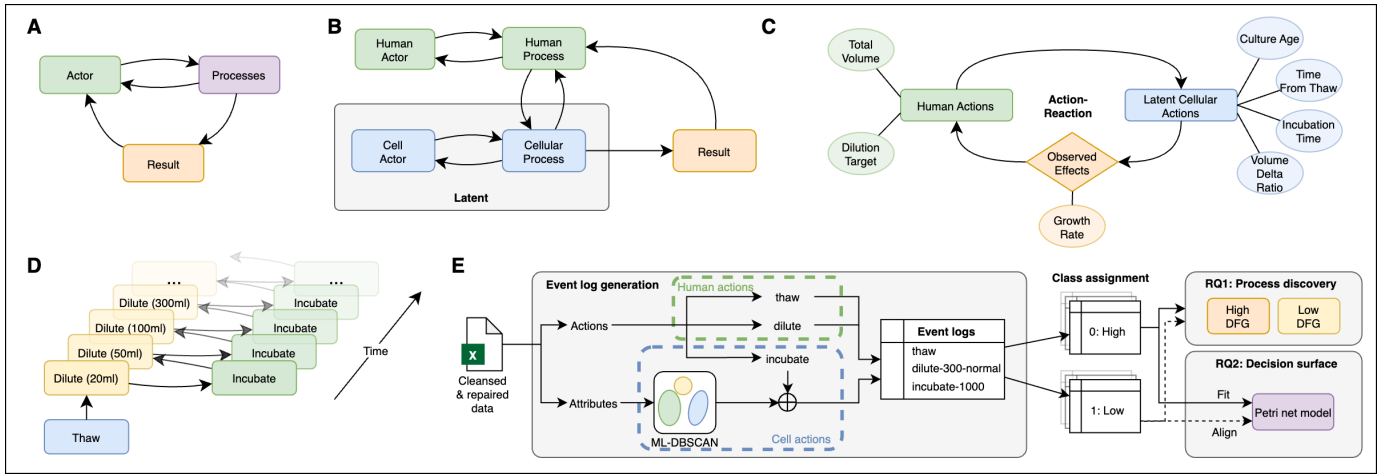 A
Actor
Processes
Result
B
Human
Actor
Human
Process
Cell
Actor
Cellular
Process
Latent
Result
C
Total
Volume
Dilution
Target
Human Actions
Action-
Reaction
Observed
Effects
Growth
Rate
Latent Cellular
Actions
Culture Age
Time
From Thaw
Incubation
Time
Volume
Delta
Ratio
D
...
...
Dilute (300ml)
Incubate
Dilute (100ml)
Incubate
Dilute (50ml)
Incubate
Dilute (20ml)
Incubate
Thaw
Time
E
X
Cleansed
& repaired
data
Event log generation
Human actions
Actions
thaw
dilute
incubate
Attributes
ML-DBSCAN
Cell actions
Event logs
thaw
dilute-300-normal
incubate-1000
Class assignment
0: High
1: Low
RQ1: Process discovery
High
DFG
Low
DFG
RQ2: Decision surface
Fit
Align
Petri net model